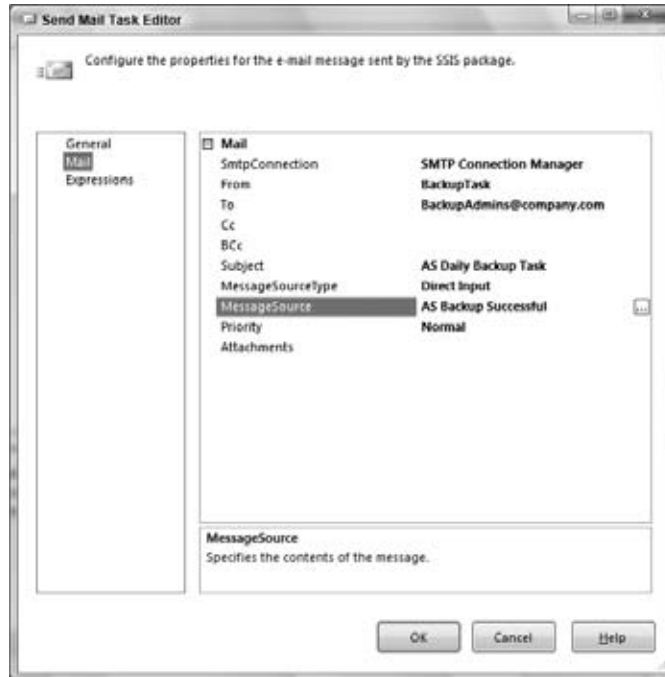 Send Mail Task Editor
Configure the properties for the e-mail message sent by the SSIS package.
General
Mail
Expressions
Mail
SmtpConnection SMTP Connection Manager
From BackupTask
To BackupAdmins@company.com
Cc
BCc
Subject AS Daily Backup Task
MessageSourceType Direct Input
MessageSource AS Backup Successful ...
Priority Normal
Attachments
MessageSource
Specifies the contents of the message.
OK Cancel Help